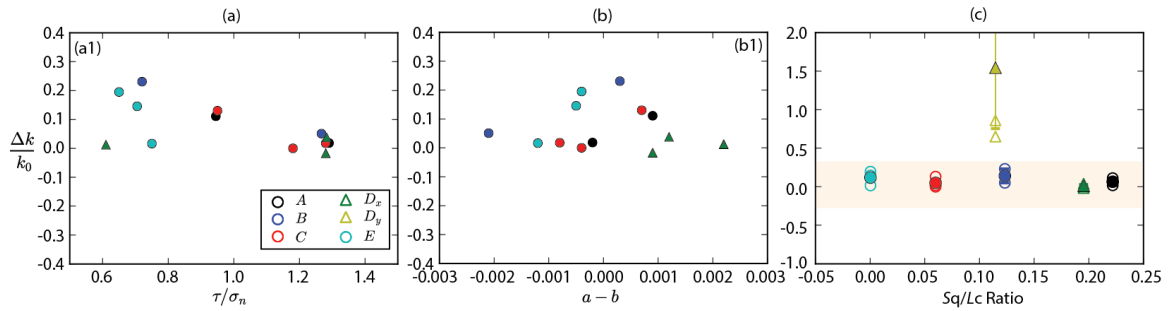 (a)
(a1)
0.4
0.3
0.2
0.1
0.0
-0.1
-0.2
-0.3
-0.4
Δk/k₀
0.6 0.8 1.0 1.2 1.4
τ/σₙ
A
B
C
Dₓ
D_y
E
(b)
(b1)
0.4
0.3
0.2
0.1
0.0
-0.1
-0.2
-0.3
-0.4
-0.003 -0.002 -0.001 0.000 0.001 0.002 0.003
a − b
(c)
2.0
1.5
1.0
0.5
0.0
0.5
-1.0
-0.05 0.00 0.05 0.10 0.15 0.20 0.25
Sq/Lc Ratio